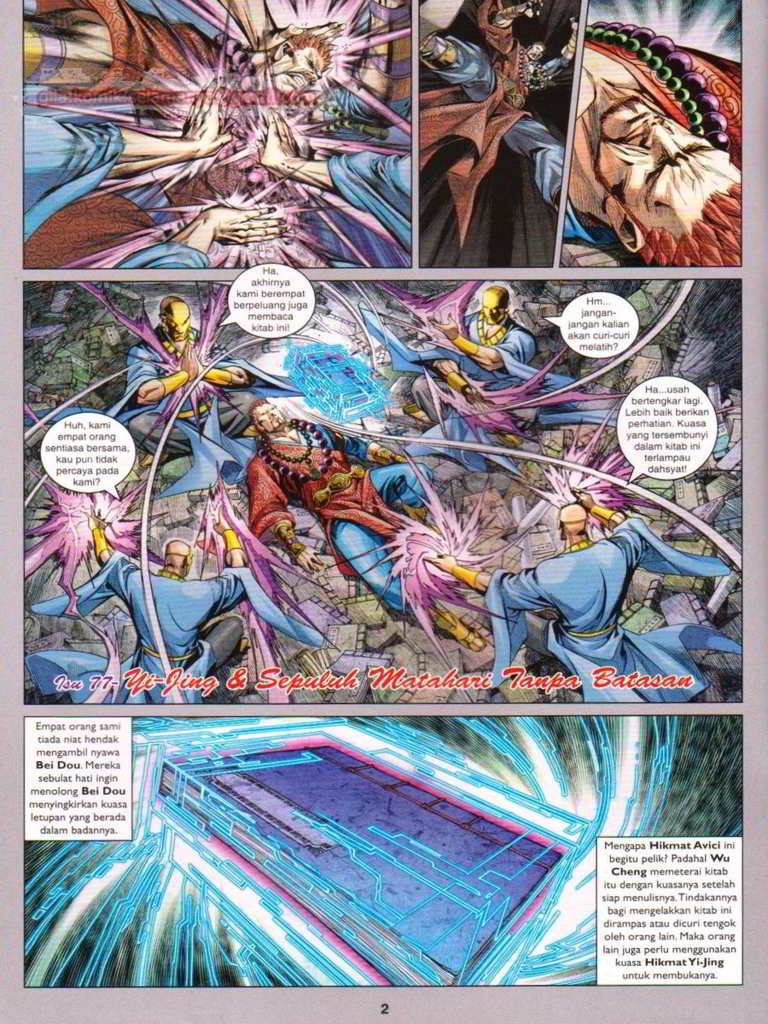 Ha,
akhirnya
kami berempat
berpeluang juga
membaca
kitab ini!
Hm...
jangan-
jangan kalian
akan curi-curi
melatih?
Huh, kami
empat orang
sentiasa bersama,
kau pun tidak
percaya pada
kami?
Ha...usah
bertengkar lagi.
Lebih baik berikan
perhatian. Kuasa
yang tersembunyi
dalam kitab ini
terlampau
dahsyat!
Isu 77-Yi-Jing & Sepuluh Matahari Tanpa Batasan
Empat orang sami
tiada niat hendak
mengambil nyawa
Bei Dou. Mereka
sebulat hati ingin
menolong Bei Dou
menyingkirkan kuasa
letupan yang berada
dalam badannya.
Mengapa Hikmat Avici ini
begitu pelik? Padahal Wu
Cheng memeterai kitab
itu dengan kuasanya setelah
siap menulisnya. Tindakannya
bagi mengelakkan kitab ini
dirampas atau dicuri tengok
oleh orang lain. Maka orang
lain juga perlu menggunakan
kuasa Hikmat Yi-Jing
untuk membukanya.
2